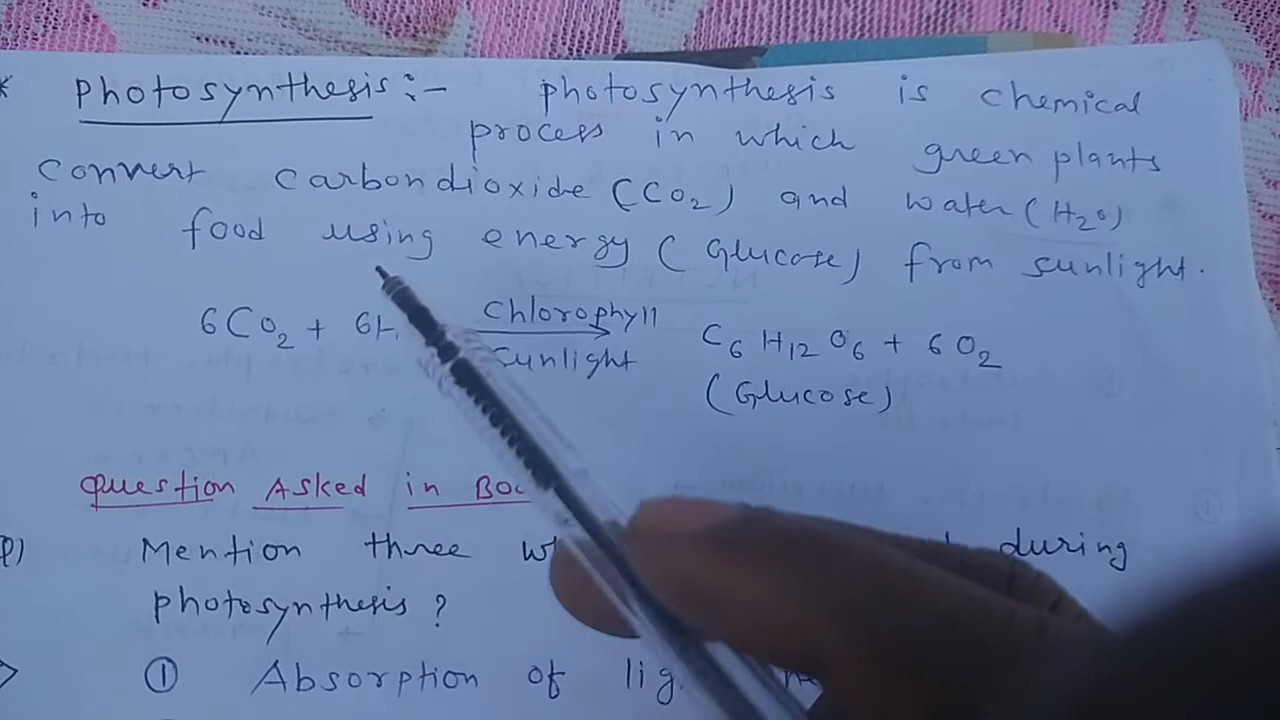 * Photosynthesis:- photosynthesis is chemical
process in which green plants
convert carbondioxide (CO2) and water (H2O)
into food using energy (Glucose) from sunlight.
6CO2 + 6H Chlorophyll
Sunlight C6H12O6 + 6O2
(Glucose)
Question Asked in
Mention three during
photosynthesis ?
① Absorption of